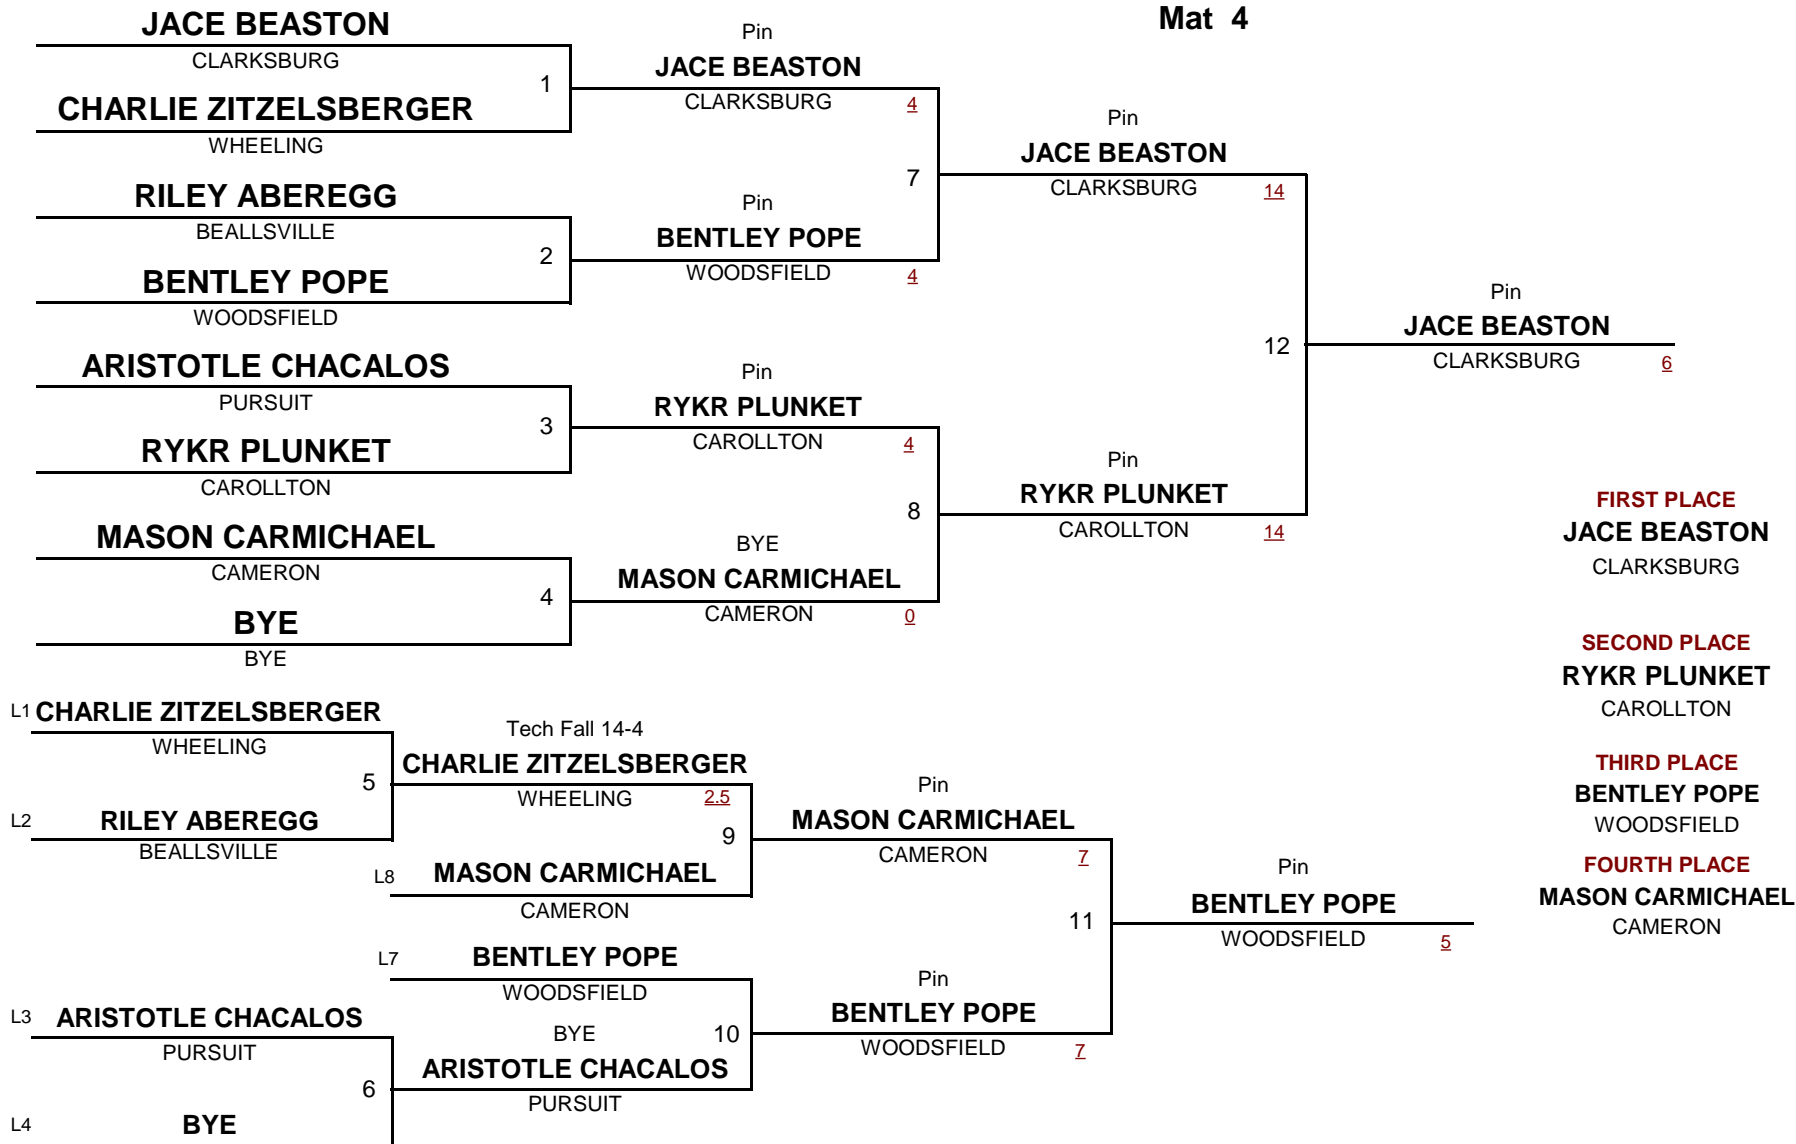 Mat 4
JACE BEASTON
CLARKSBURG
1
CHARLIE ZITZELSBERGER
WHEELING
RILEY ABEREGG
BEALLSVILLE
2
BENTLEY POPE
WOODSFIELD
ARISTOTLE CHACALOS
PURSUIT
3
RYKR PLUNKET
CAROLLTON
MASON CARMICHAEL
CAMERON
4
BYE
BYE
Pin
JACE BEASTON
CLARKSBURG 4
7
Pin
BENTLEY POPE
WOODSFIELD 4
Pin
RYKR PLUNKET
CAROLLTON 4
8
BYE
MASON CARMICHAEL
CAMERON 0
Pin
JACE BEASTON
CLARKSBURG 14
12
Pin
RYKR PLUNKET
CAROLLTON 14
Pin
JACE BEASTON
CLARKSBURG 6
FIRST PLACE
JACE BEASTON
CLARKSBURG
SECOND PLACE
RYKR PLUNKET
CAROLLTON
THIRD PLACE
BENTLEY POPE
WOODSFIELD
FOURTH PLACE
MASON CARMICHAEL
CAMERON
L1 CHARLIE ZITZELSBERGER
WHEELING
5
L2 RILEY ABEREGG
BEALLSVILLE
Tech Fall 14-4
CHARLIE ZITZELSBERGER
WHEELING 2.5
9
L8 MASON CARMICHAEL
CAMERON
L7 BENTLEY POPE
WOODSFIELD
10
L3 ARISTOTLE CHACALOS
PURSUIT
6
L4 BYE
BYE
ARISTOTLE CHACALOS
PURSUIT
Pin
MASON CARMICHAEL
CAMERON 7
11
Pin
BENTLEY POPE
WOODSFIELD 7
Pin
BENTLEY POPE
WOODSFIELD 5